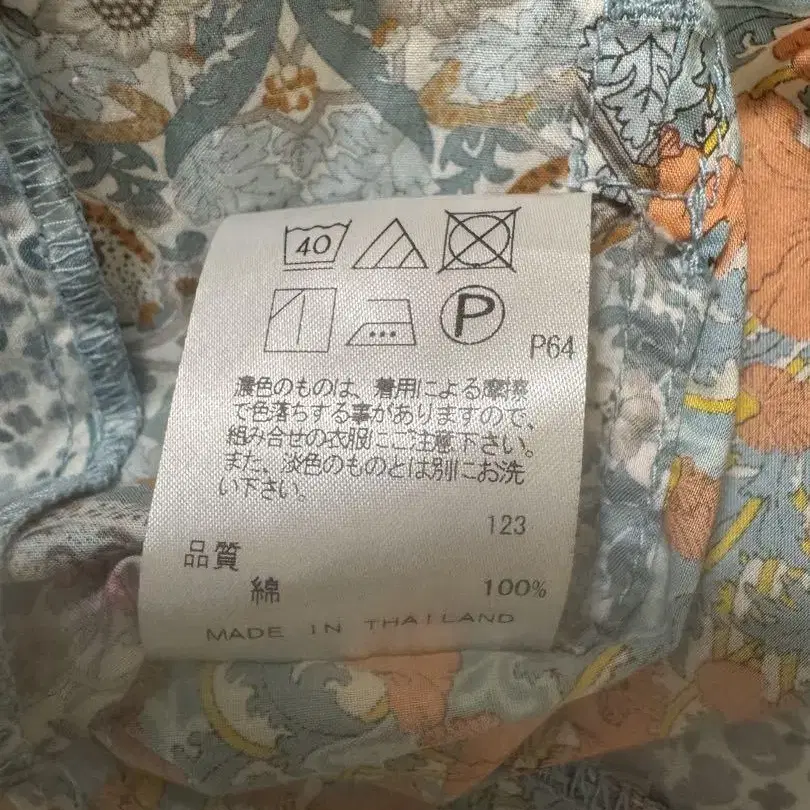 40
P
P64
濃色のものは、着用による摩擦
で色落ちする事がありますので、
組み合せの衣服にご注意下さい。
また、淡色のものとは別にお洗
い下さい。
123
品質
綿 100%
MADE IN THAILAND